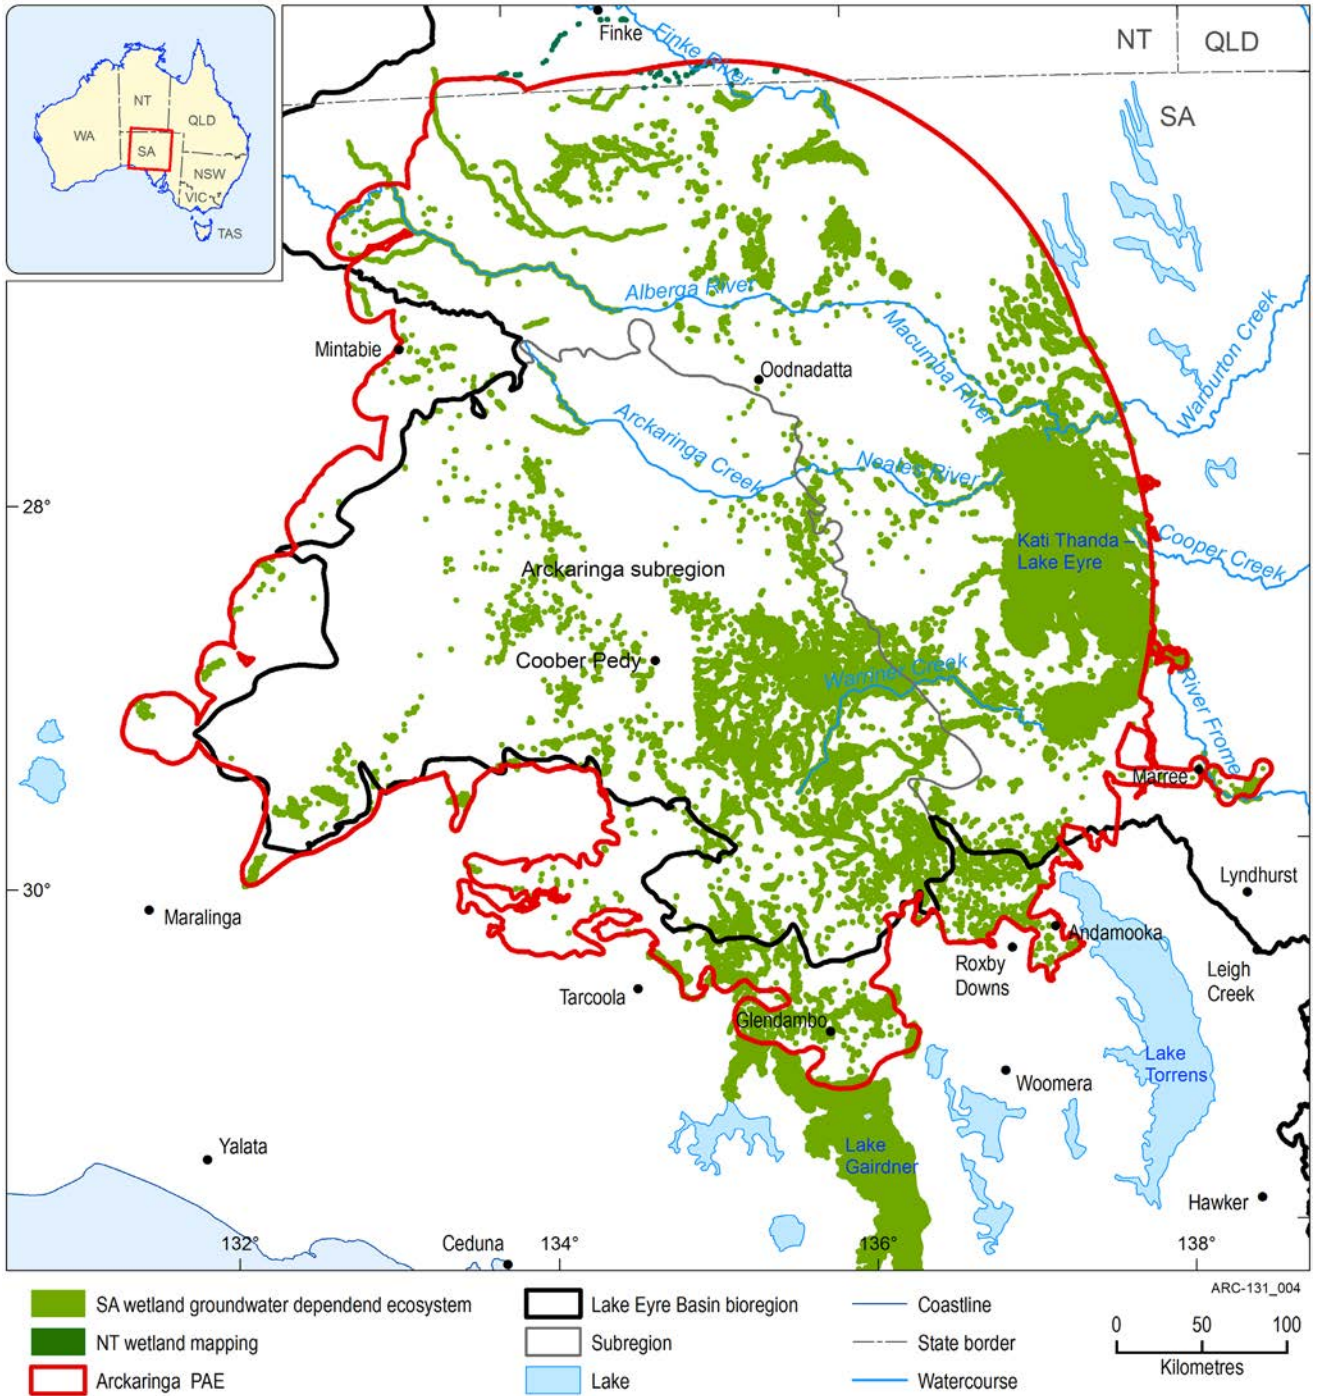 NT
QLD
WA
SA
NSW
VIC
TAS
Finke
Finke River
NT
QLD
SA
Alberga River
Macumba River
Warburton Creek
Mintabie
Oodnadatta
Arckaringa Creek
Neales River
28°
Kati Thanda –
Lake Eyre
Cooper Creek
Arckaringa subregion
Coober Pedy
Warriner Creek
River Frome
Marree
30°
Maralinga
Lyndhurst
Andamooka
Roxby
Downs
Leigh
Creek
Tarcoola
Glendambo
Lake
Torrens
Woomera
Yalata
Lake
Gairdner
Hawker
Ceduna
132°
134°
136°
138°
ARC-131_004
SA wetland groundwater dependend ecosystem
NT wetland mapping
Arckaringa PAE
Lake Eyre Basin bioregion
Subregion
Lake
Coastline
State border
Watercourse
0 50 100
Kilometres